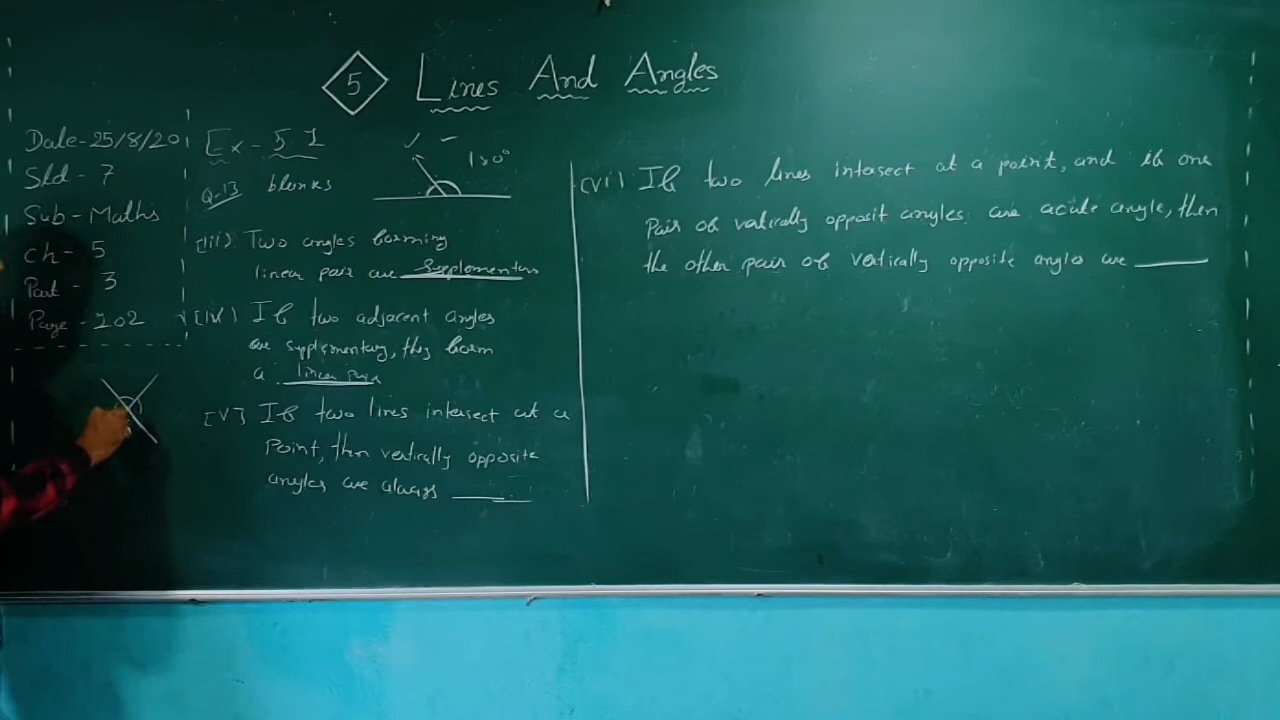 5 Lines And Angles
Date-25/8/20
Std - 7
Sub - Maths
ch - 5
Part - 3
Page - 202
Ex - 5 1
Q-13 blanks
180°
(iii) Two angles forming
linear pair are supplementary
(iv) If two adjacent angles
are supplementary, they form
a linear pair
(v) If two lines intersect at a
Point, then vertically opposite
angles are always ____
(vi) If two lines intersect at a point, and if one
Pair of vertically opposit angles are acute angle, then
the other pair of vertically opposite angles are ____